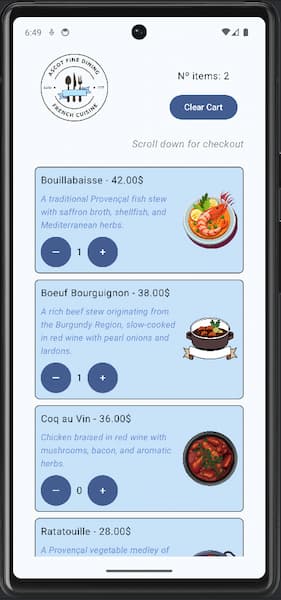 6:49
ASCOT FINE DINING
FRENCH CUISINE
Nº items: 2
Clear Cart
Scroll down for checkout
Bouillabaisse - 42.00$
A traditional Provençal fish stew
with saffron broth, shellfish, and
Mediterranean herbs.
– 1 +
Boeuf Bourguignon - 38.00$
A rich beef stew originating from
the Burgundy Region, slow-cooked
in red wine with pearl onions and
lardons.
– 1 +
Coq au Vin - 36.00$
Chicken braised in red wine with
mushrooms, bacon, and aromatic
herbs.
– 0 +
Ratatouille - 28.00$
A Provençal vegetable medley of